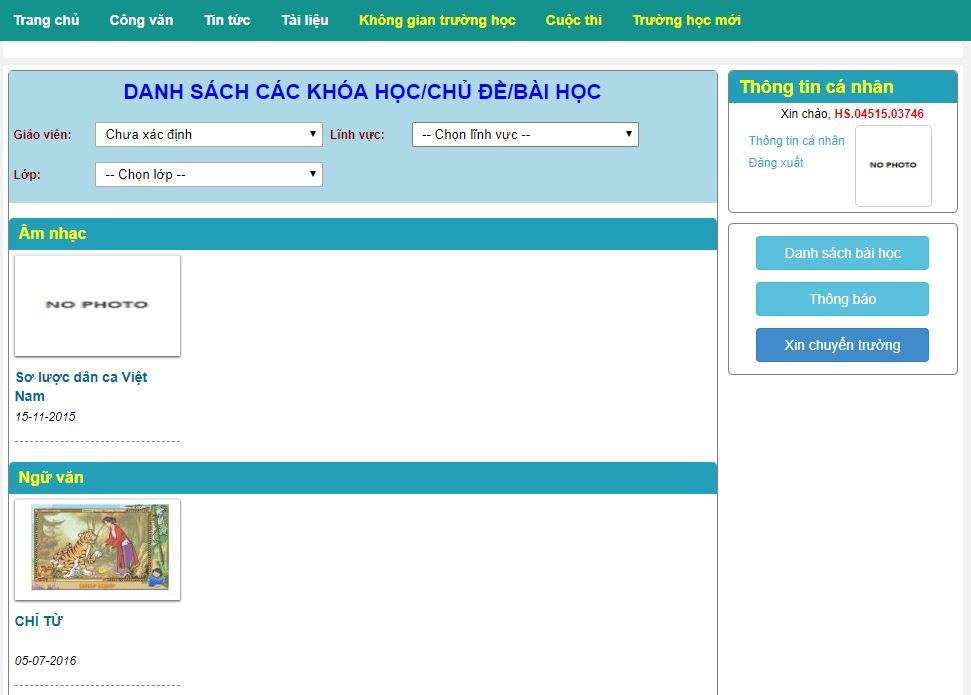 Trang chủ Công văn Tin tức Tài liệu Không gian trường học Cuộc thi Trường học mới
DANH SÁCH CÁC KHÓA HỌC/CHỦ ĐỀ/BÀI HỌC
Giáo viên: Chưa xác định Lĩnh vực: -- Chọn lĩnh vực --
Lớp: -- Chọn lớp --
Âm nhạc
NO PHOTO
Sơ lược dân ca Việt
Nam
15-11-2015
Ngữ văn
CHỈ TỪ
05-07-2016
Thông tin cá nhân
Xin chào, HS.04515.03746
Thông tin cá nhân
Đăng xuất
NO PHOTO
Danh sách bài học
Thông báo
Xin chuyển trường